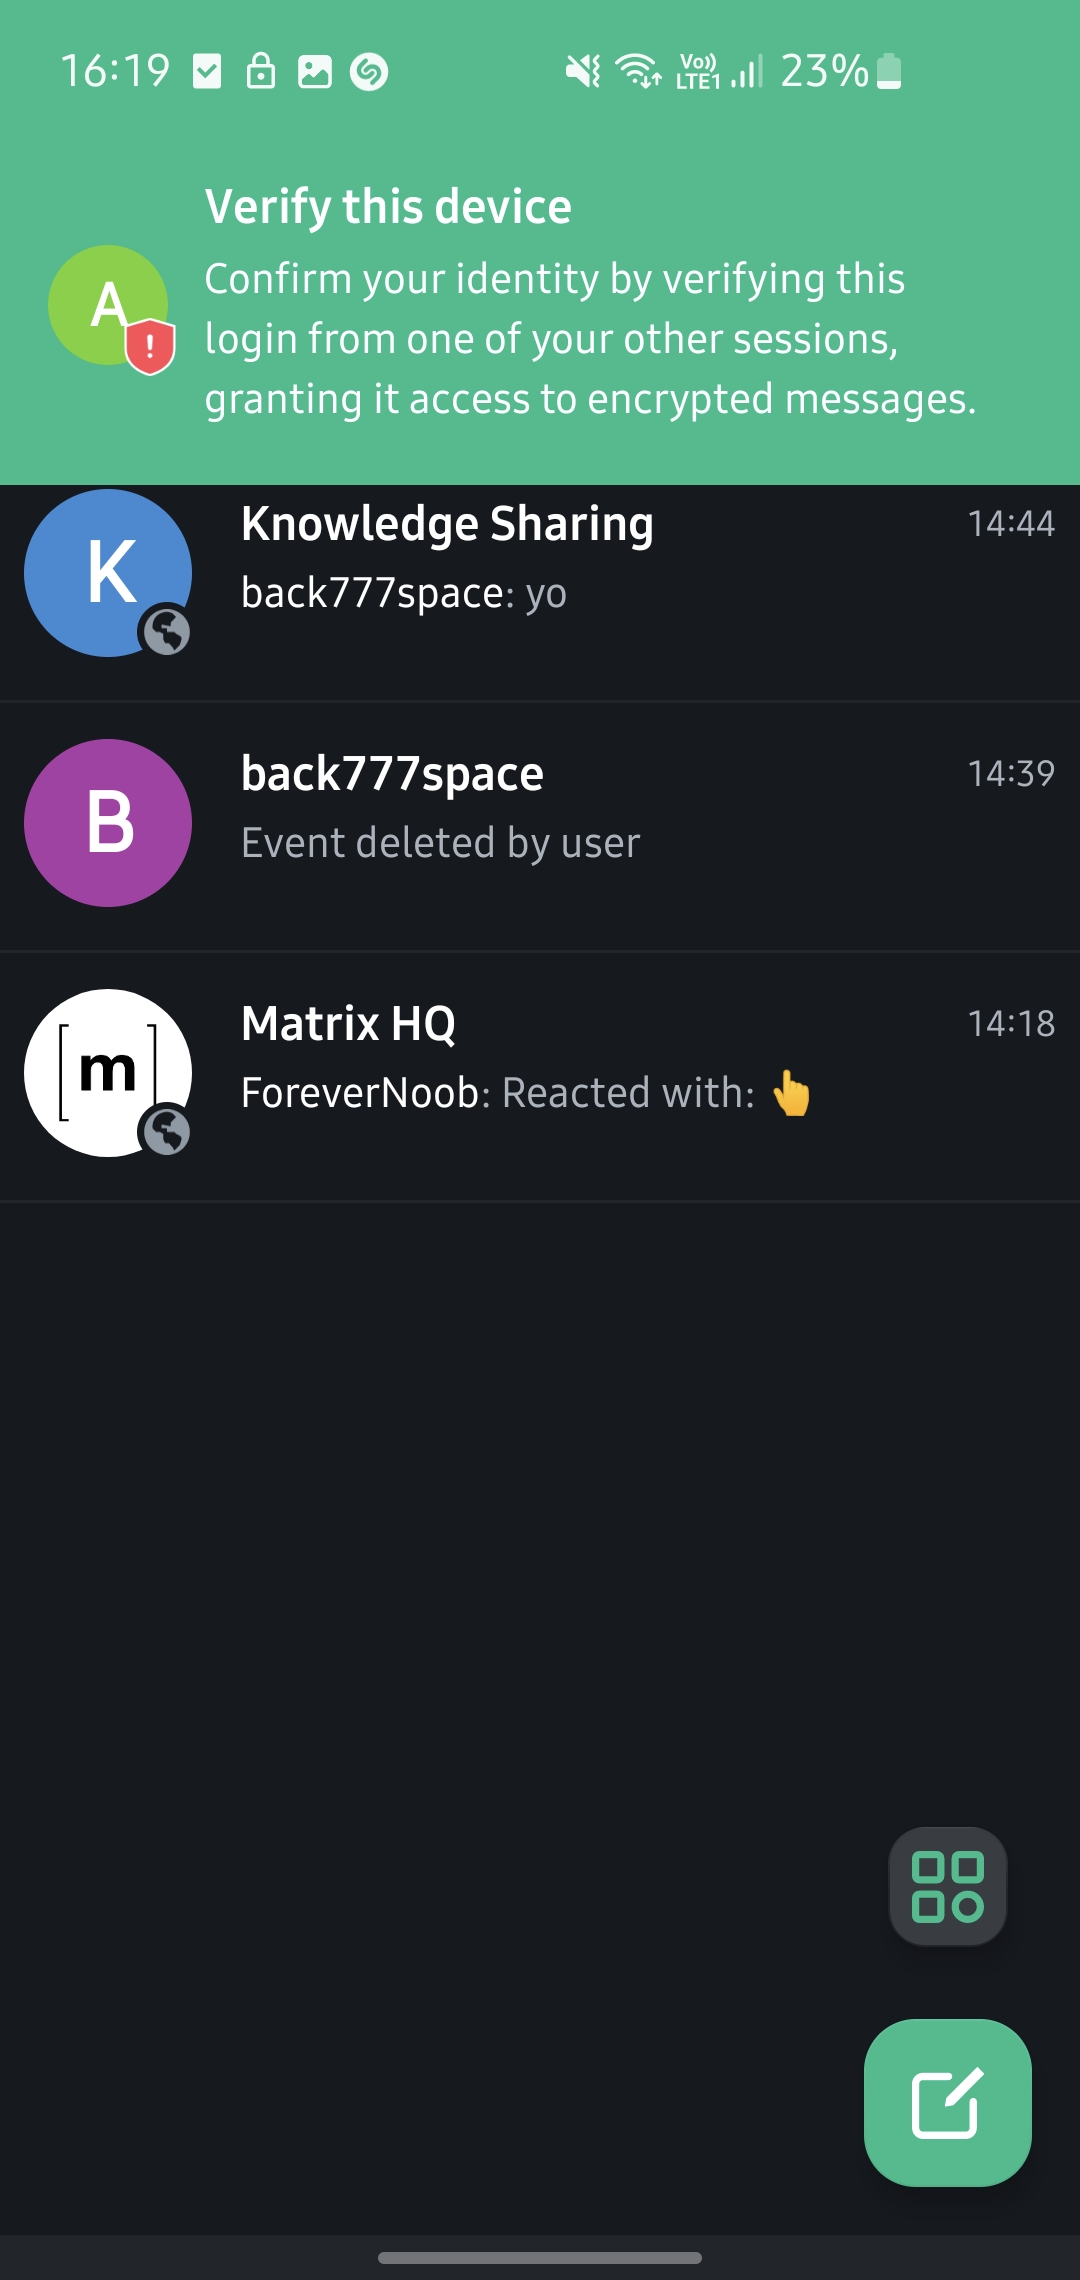 16:19 Vo)) LTE1 23%
Verify this device
A
Confirm your identity by verifying this
login from one of your other sessions,
granting it access to encrypted messages.
K
Knowledge Sharing 14:44
back777space: yo
B
back777space 14:39
Event deleted by user
[m]
Matrix HQ 14:18
ForeverNoob: Reacted with: 👆